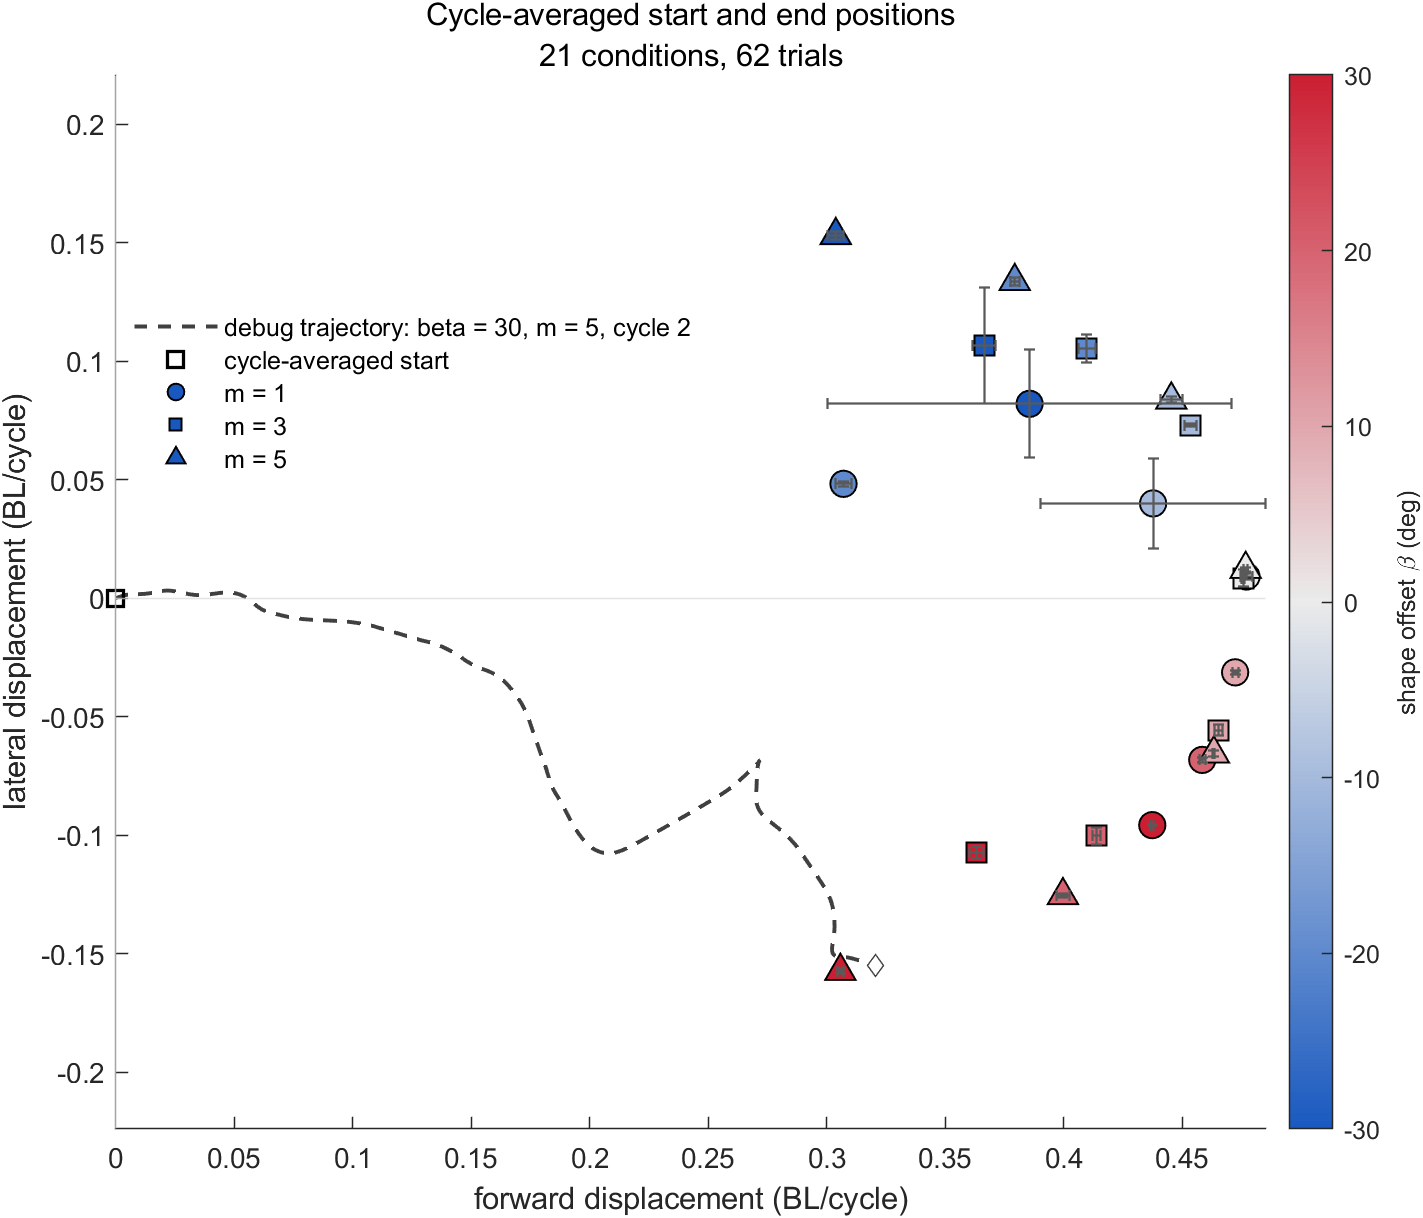 Cycle-averaged start and end positions
21 conditions, 62 trials
0.2
0.15
0.1
0.05
0
-0.05
-0.1
-0.15
-0.2
lateral displacement (BL/cycle)
debug trajectory: beta = 30, m = 5, cycle 2
cycle-averaged start
m = 1
m = 3
m = 5
0
0.05
0.1
0.15
0.2
0.25
0.3
0.35
0.4
0.45
forward displacement (BL/cycle)
30
20
10
0
-10
-20
-30
shape offset β (deg)